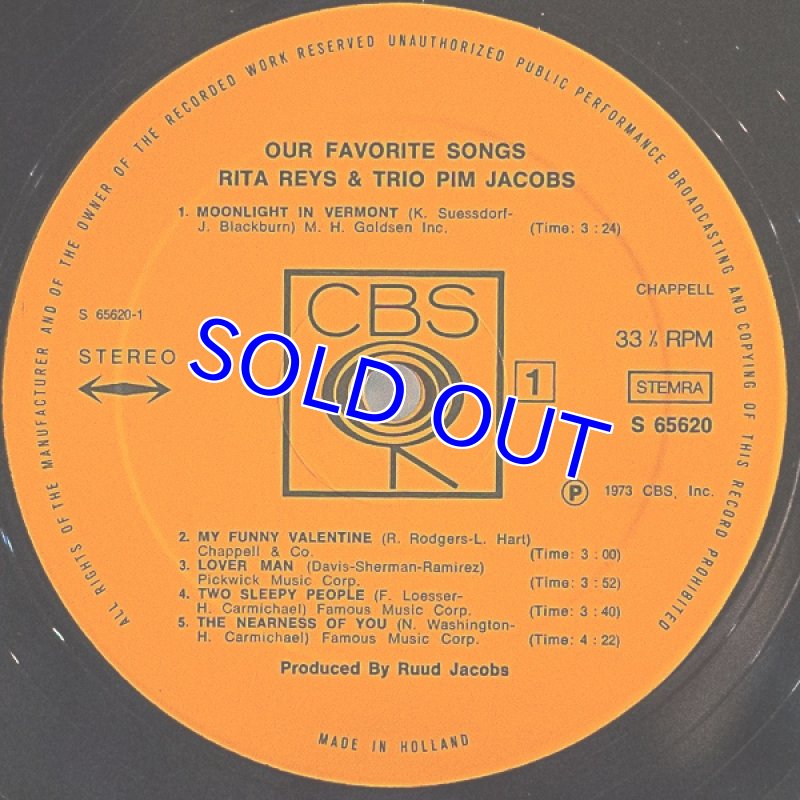 ALL RIGHTS OF THE MANUFACTURER AND OF THE OWNER OF THE RECORDED WORK RESERVED UNAUTHORIZED PUBLIC PERFORMANCE BROADCASTING AND COPYING OF THIS RECORD PROHIBITED
OUR FAVORITE SONGS
RITA REYS & TRIO PIM JACOBS
1. MOONLIGHT IN VERMONT (K. Suessdorf-
J. Blackburn) M. H. Goldsen Inc. (Time: 3 : 24)
CBS
CHAPPELL
S 65620-1
33 ⅓ RPM
STEREO
1
STEMRA
S 65620
SOLD OUT
Ⓟ 1973 CBS, Inc.
2. MY FUNNY VALENTINE (R. Rodgers-L. Hart)
Chappell & Co. (Time: 3 : 00)
3. LOVER MAN (Davis-Sherman-Ramirez)
Pickwick Music Corp. (Time: 3 : 52)
4. TWO SLEEPY PEOPLE (F. Loesser-
H. Carmichael) Famous Music Corp. (Time: 3 : 40)
5. THE NEARNESS OF YOU (N. Washington-
H. Carmichael) Famous Music Corp. (Time: 4 : 22)
Produced By Ruud Jacobs
MADE IN HOLLAND